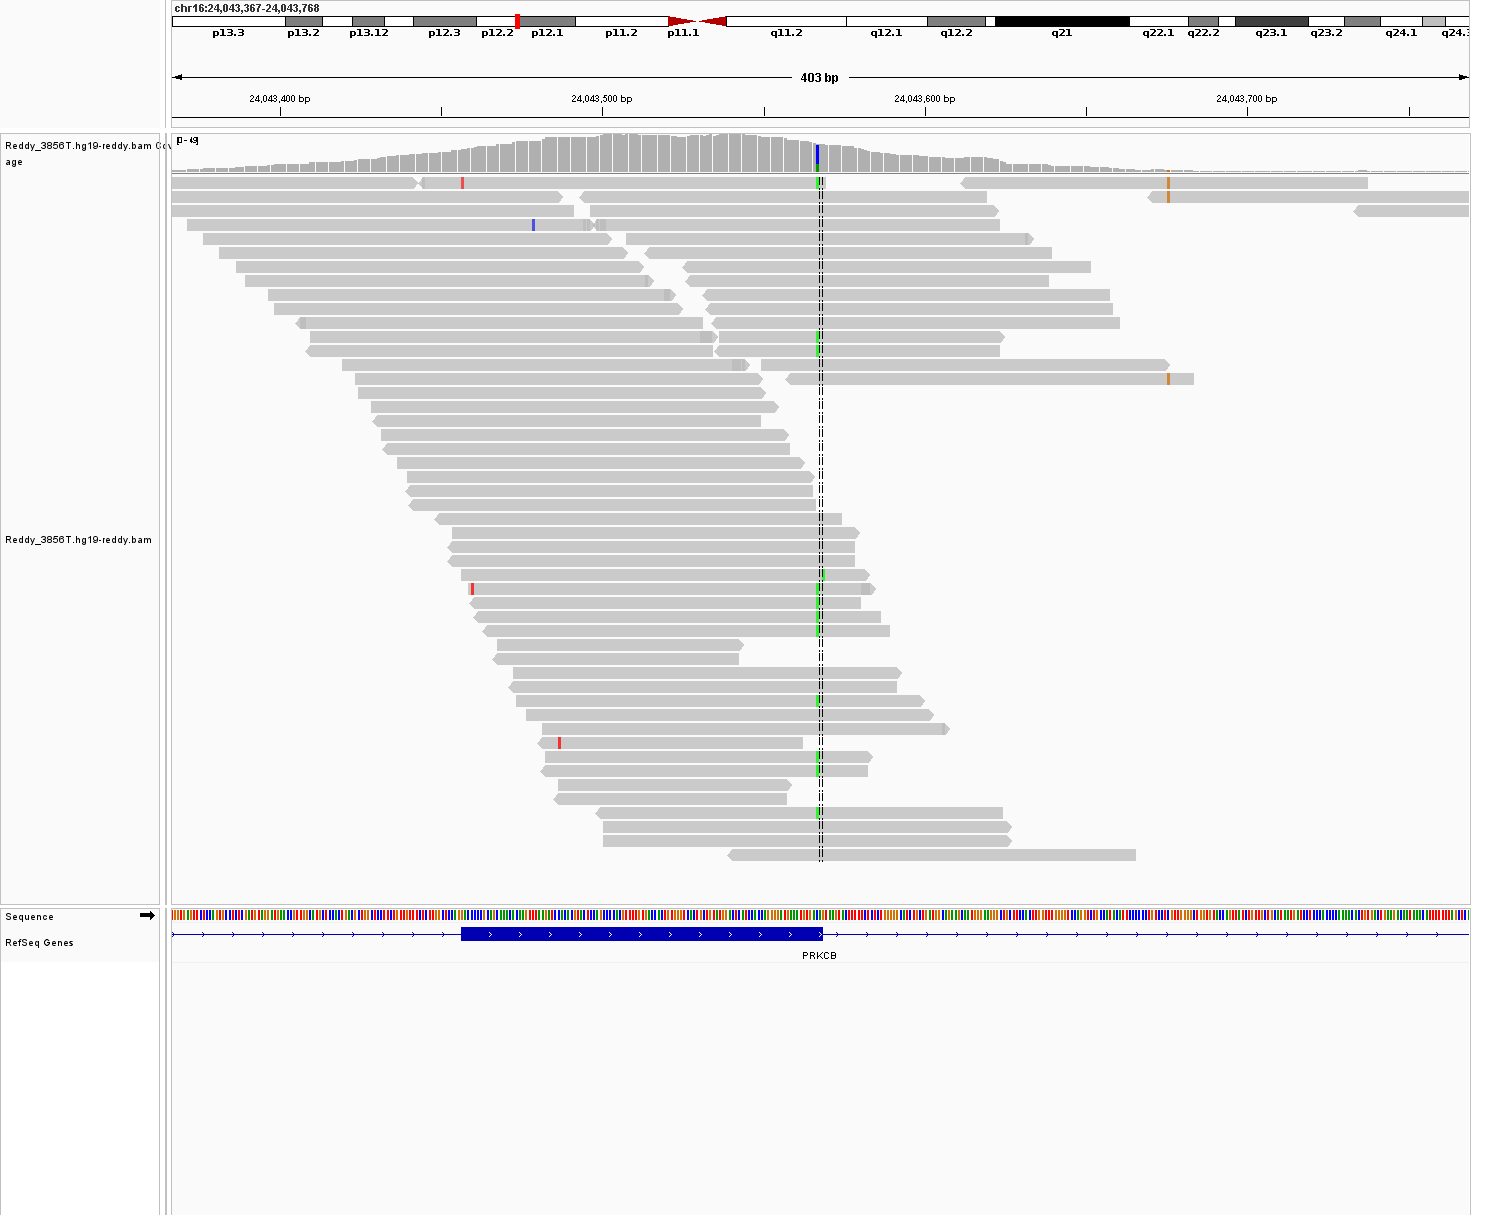 chr16:24,043,367-24,043,768
p13.3 p13.2 p13.12 p12.3 p12.2 p12.1 p11.2 p11.1 q11.2 q12.1 q12.2 q21 q22.1 q22.2 q23.1 q23.2 q24.1 q24.3
403 bp
24,043,400 bp 24,043,500 bp 24,043,600 bp 24,043,700 bp
Reddy_3856T.hg19-reddy.bam Cov
age
Reddy_3856T.hg19-reddy.bam
Sequence
RefSeq Genes
PRKCB